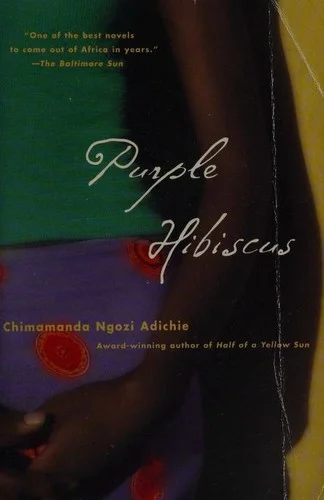 "One of the best novels
to come out of Africa in years."
—The Baltimore Sun
Purple
Hibiscus
Chimamanda Ngozi Adichie
Award-winning author of Half of a Yellow Sun